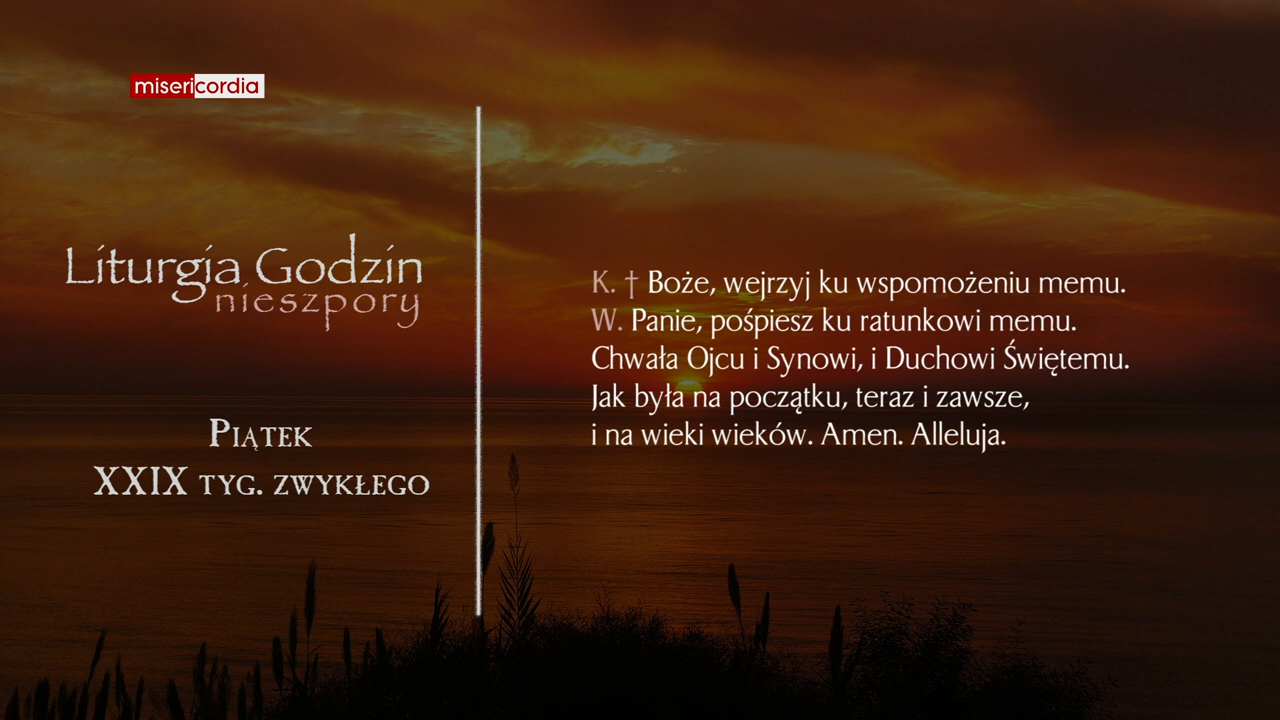 misericordia
Liturgia Godzin
nieszpory
Piątek
XXIX tyg. zwykłego
K. † Boże, wejrzyj ku wspomożeniu memu.
W. Panie, pośpiesz ku ratunkowi memu.
Chwała Ojcu i Synowi, i Duchowi Świętemu.
Jak była na początku, teraz i zawsze,
i na wieki wieków. Amen. Alleluja.